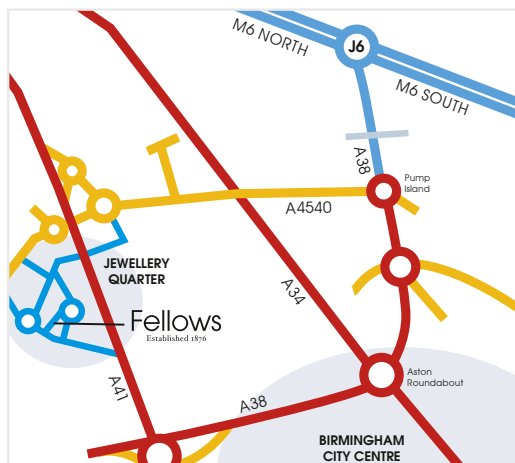 M6 NORTH
J6
M6 SOUTH
A38
Pump
Island
A4540
JEWELLERY
QUARTER
A34
Fellows
Established 1876
Aston
Roundabout
A41
A38
BIRMINGHAM
CITY CENTRE